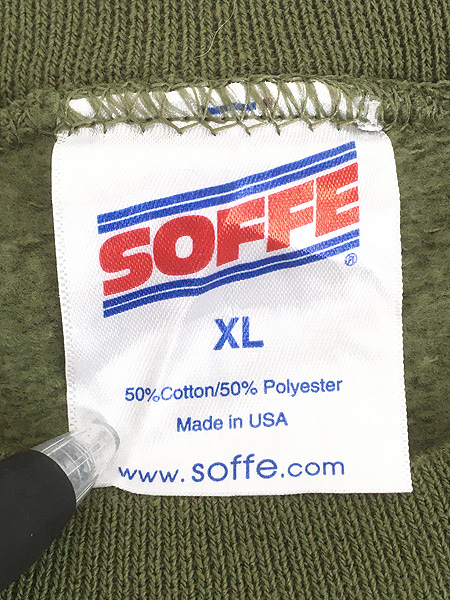 SOFFE
®
XL
50%Cotton/50% Polyester
Made in USA
www.soffe.com